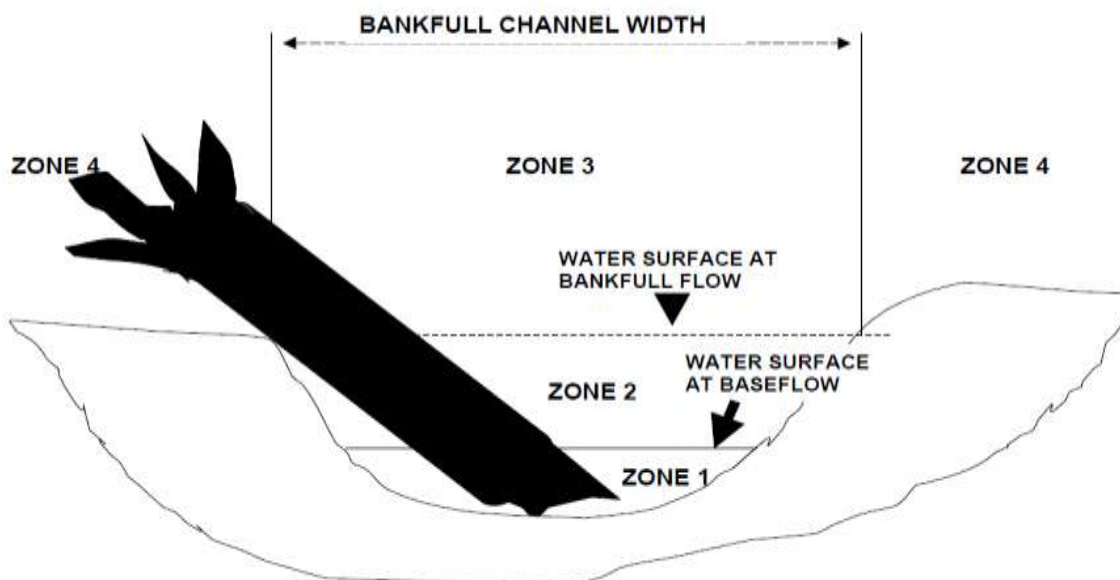 BANKFULL CHANNEL WIDTH
ZONE 4
ZONE 3
ZONE 4
WATER SURFACE AT
BANKFULL FLOW
WATER SURFACE
AT BASEFLOW
ZONE 2
ZONE 1